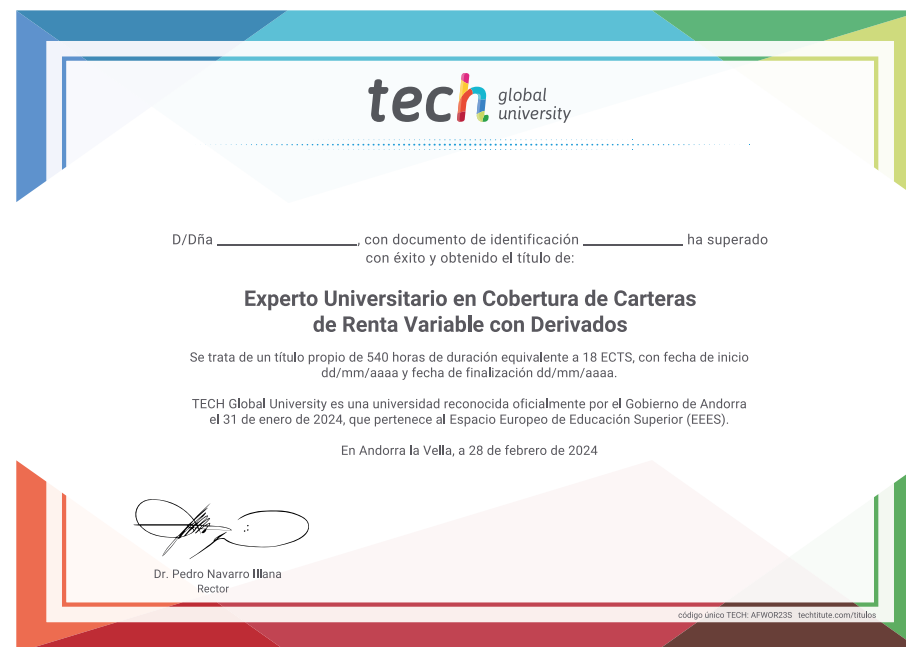 tech global university
D/Dña ____________________, con documento de identificación ______________ ha superado
con éxito y obtenido el título de:
Experto Universitario en Cobertura de Carteras
de Renta Variable con Derivados
Se trata de un título propio de 540 horas de duración equivalente a 18 ECTS, con fecha de inicio
dd/mm/aaaa y fecha de finalización dd/mm/aaaa.
TECH Global University es una universidad reconocida oficialmente por el Gobierno de Andorra
el 31 de enero de 2024, que pertenece al Espacio Europeo de Educación Superior (EEES).
En Andorra la Vella, a 28 de febrero de 2024
Dr. Pedro Navarro Illana
Rector
código único TECH: AFWOR23S techtitute.com/titulos